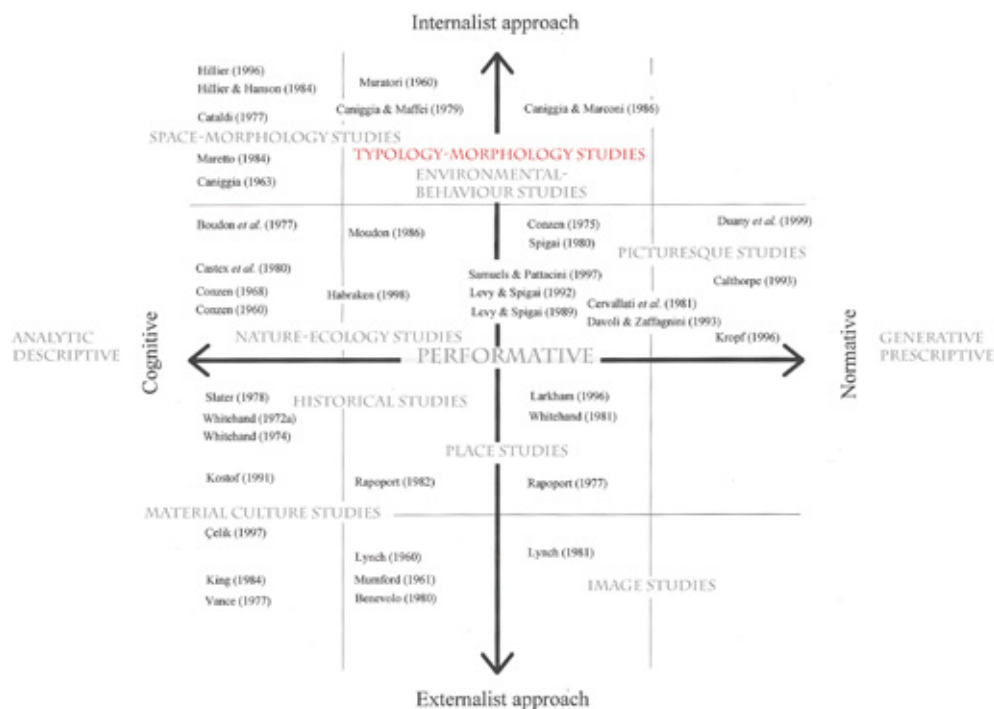 Internalist approach
Hillier (1996)
Hillier & Hanson (1984)
Muratori (1960)
Caniggia & Maffei (1979)
Caniggia & Marconi (1986)
Cataldi (1977)
SPACE-MORPHOLOGY STUDIES
TYPOLOGY-MORPHOLOGY STUDIES
Maretto (1984)
ENVIRONMENTAL-
BEHAVIOUR STUDIES
Caniggia (1963)
Boudon et al. (1977)
Moudon (1986)
Conzen (1975)
Spigai (1980)
Duany et al. (1999)
PICTURESQUE STUDIES
Castex et al. (1980)
Samuels & Pattacini (1997)
Calthorpe (1993)
Conzen (1968)
Habraken (1998)
Levy & Spigai (1992)
Cervallati et al. (1981)
Conzen (1960)
Levy & Spigai (1989)
Davoli & Zaffagnini (1993)
NATURE-ECOLOGY STUDIES
Kropf (1996)
ANALYTIC
DESCRIPTIVE
Cognitive
PERFORMATIVE
Normative
GENERATIVE
PRESCRIPTIVE
Slater (1978)
HISTORICAL STUDIES
Larkham (1996)
Whitehand (1972a)
Whitehand (1981)
Whitehand (1974)
PLACE STUDIES
Kostof (1991)
Rapoport (1982)
Rapoport (1977)
MATERIAL CULTURE STUDIES
Çelik (1997)
Lynch (1960)
Lynch (1981)
King (1984)
Mumford (1961)
IMAGE STUDIES
Vance (1977)
Benevolo (1980)
Externalist approach